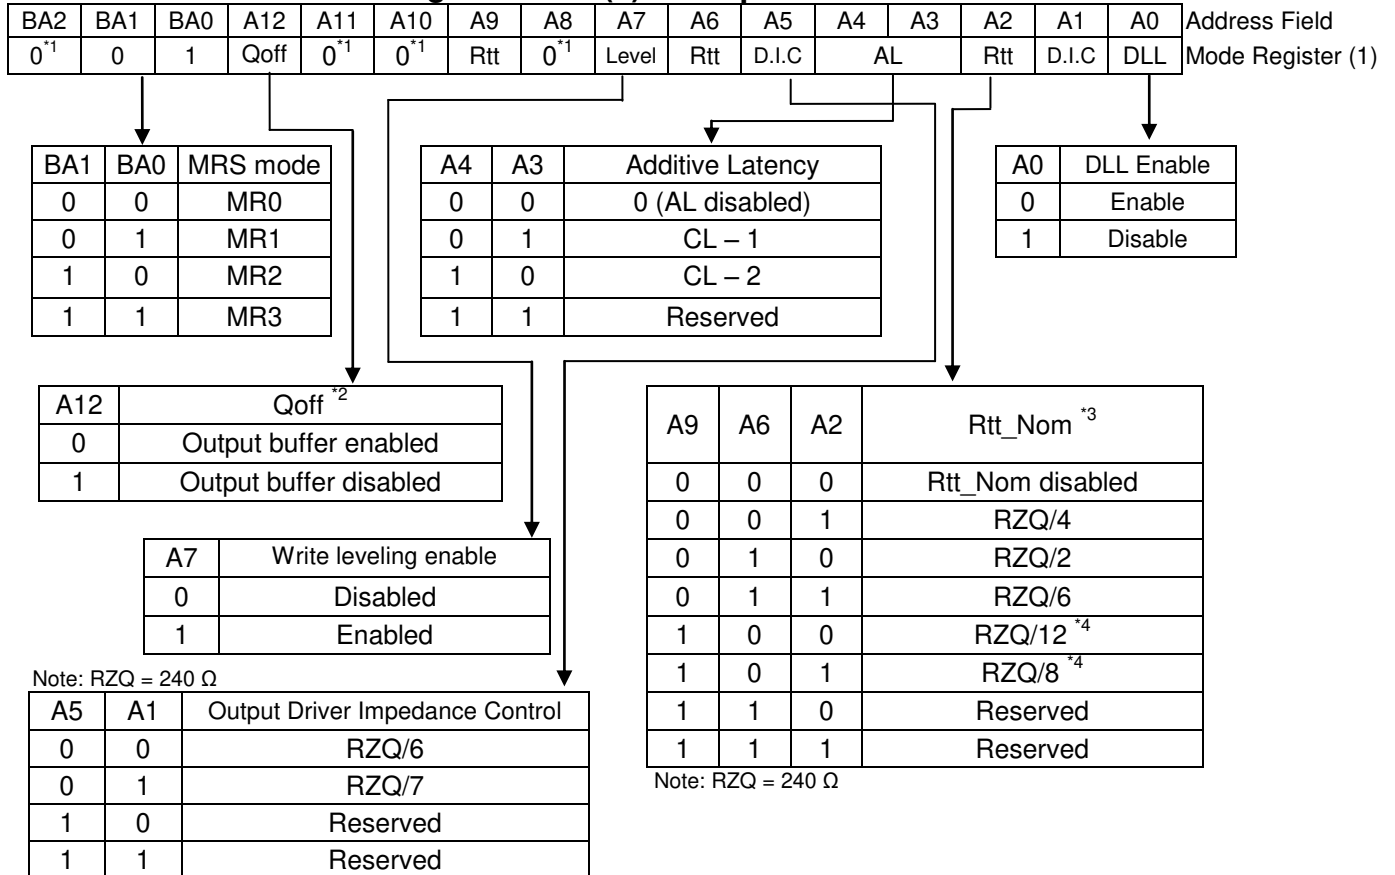 BA2 BA1 BA0 A12 A11 A10 A9 A8 A7 A6 A5 A4 A3 A2 A1 A0 Address Field
0*1 0 1 Qoff 0*1 0*1 Rtt 0*1 Level Rtt D.I.C AL Rtt D.I.C DLL Mode Register (1)
BA1 BA0 MRS mode
0 0 MR0
0 1 MR1
1 0 MR2
1 1 MR3
A4 A3 Additive Latency
0 0 0 (AL disabled)
0 1 CL – 1
1 0 CL – 2
1 1 Reserved
A0 DLL Enable
0 Enable
1 Disable
A12 Qoff *2
0 Output buffer enabled
1 Output buffer disabled
A7 Write leveling enable
0 Disabled
1 Enabled
Note: RZQ = 240 Ω
A5 A1 Output Driver Impedance Control
0 0 RZQ/6
0 1 RZQ/7
1 0 Reserved
1 1 Reserved
A9 A6 A2 Rtt_Nom *3
0 0 0 Rtt_Nom disabled
0 0 1 RZQ/4
0 1 0 RZQ/2
0 1 1 RZQ/6
1 0 0 RZQ/12 *4
1 0 1 RZQ/8 *4
1 1 0 Reserved
1 1 1 Reserved
Note: RZQ = 240 Ω